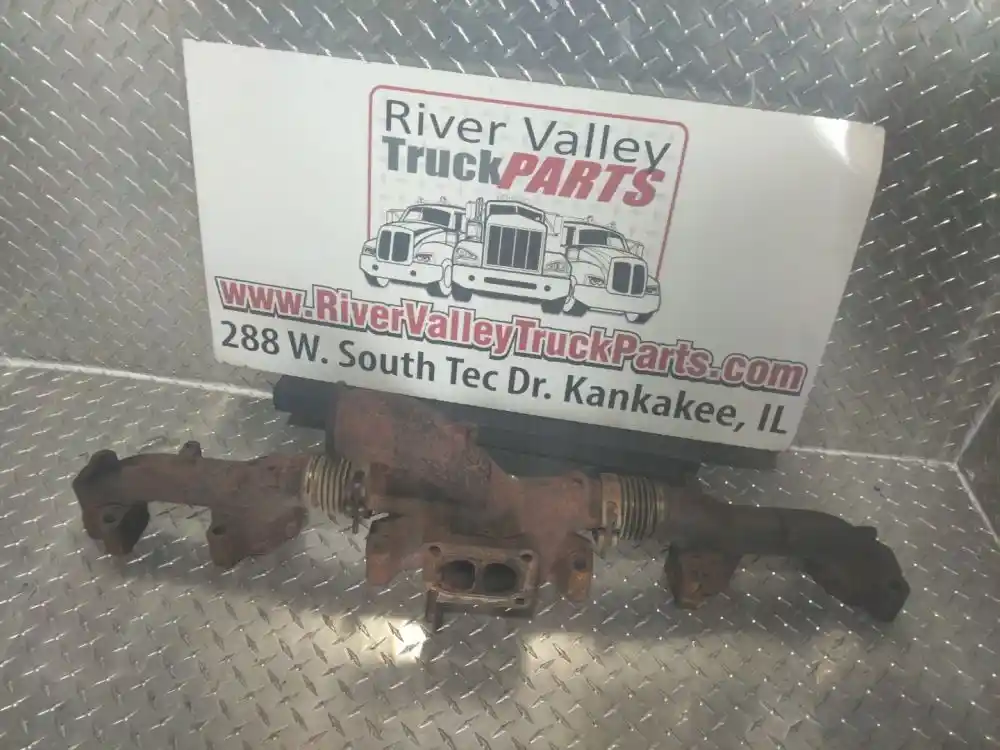 River Valley
TruckPARTS
www.RiverValleyTruckParts.com
288 W. South Tec Dr. Kankakee, IL